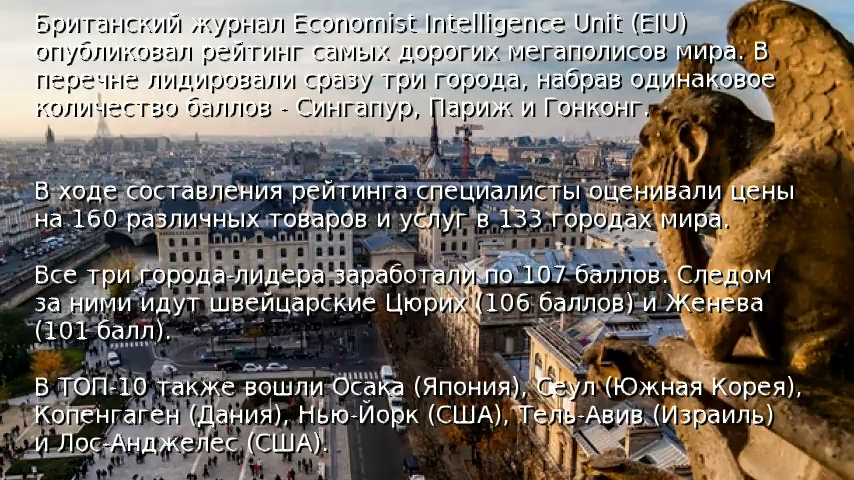 Британский журнал Economist Intelligence Unit (EIU)
опубликовал рейтинг самых дорогих мегаполисов мира. В
перечне лидировали сразу три города, набрав одинаковое
количество баллов - Сингапур, Париж и Гонконг.
В ходе составления рейтинга специалисты оценивали цены
на 160 различных товаров и услуг в 133 городах мира.
Все три города-лидера заработали по 107 баллов. Следом
за ними идут швейцарские Цюрих (106 баллов) и Женева
(101 балл).
В ТОП-10 также вошли Осака (Япония), Сеул (Южная Корея),
Копенгаген (Дания), Нью-Йорк (США), Тель-Авив (Израиль)
и Лос-Анджелес (США).